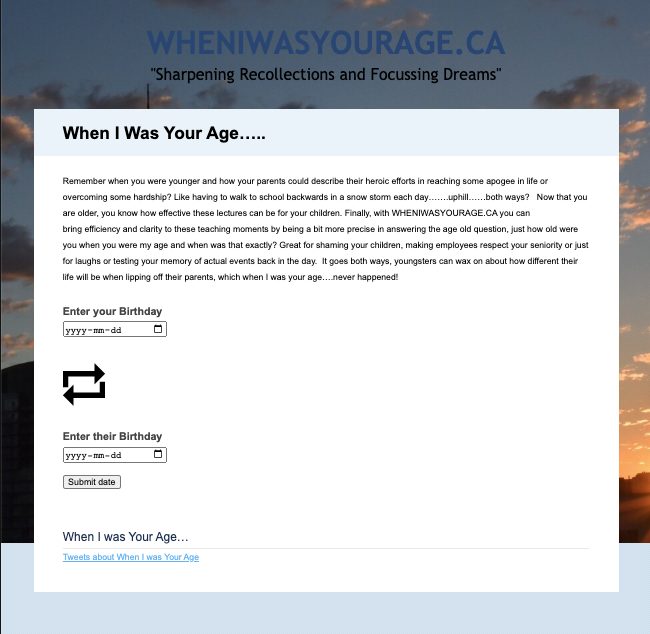 WHENIWASYOURAGE.CA
"Sharpening Recollections and Focussing Dreams"
When I Was Your Age…..
Remember when you were younger and how your parents could describe their heroic efforts in reaching some apogee in life or
overcoming some hardship? Like having to walk to school backwards in a snow storm each day…….uphill……both ways?   Now that you
are older, you know how effective these lectures can be for your children. Finally, with WHENIWASYOURAGE.CA you can
bring efficiency and clarity to these teaching moments by being a bit more precise in answering the age old question, just how old were
you when you were my age and when was that exactly? Great for shaming your children, making employees respect your seniority or just
for laughs or testing your memory of actual events back in the day.  It goes both ways, youngsters can wax on about how different their
life will be when lipping off their parents, which when I was your age….never happened!
Enter your Birthday
yyyy-mm-dd
Enter their Birthday
yyyy-mm-dd
Submit date
When I was Your Age…
Tweets about When I was Your Age